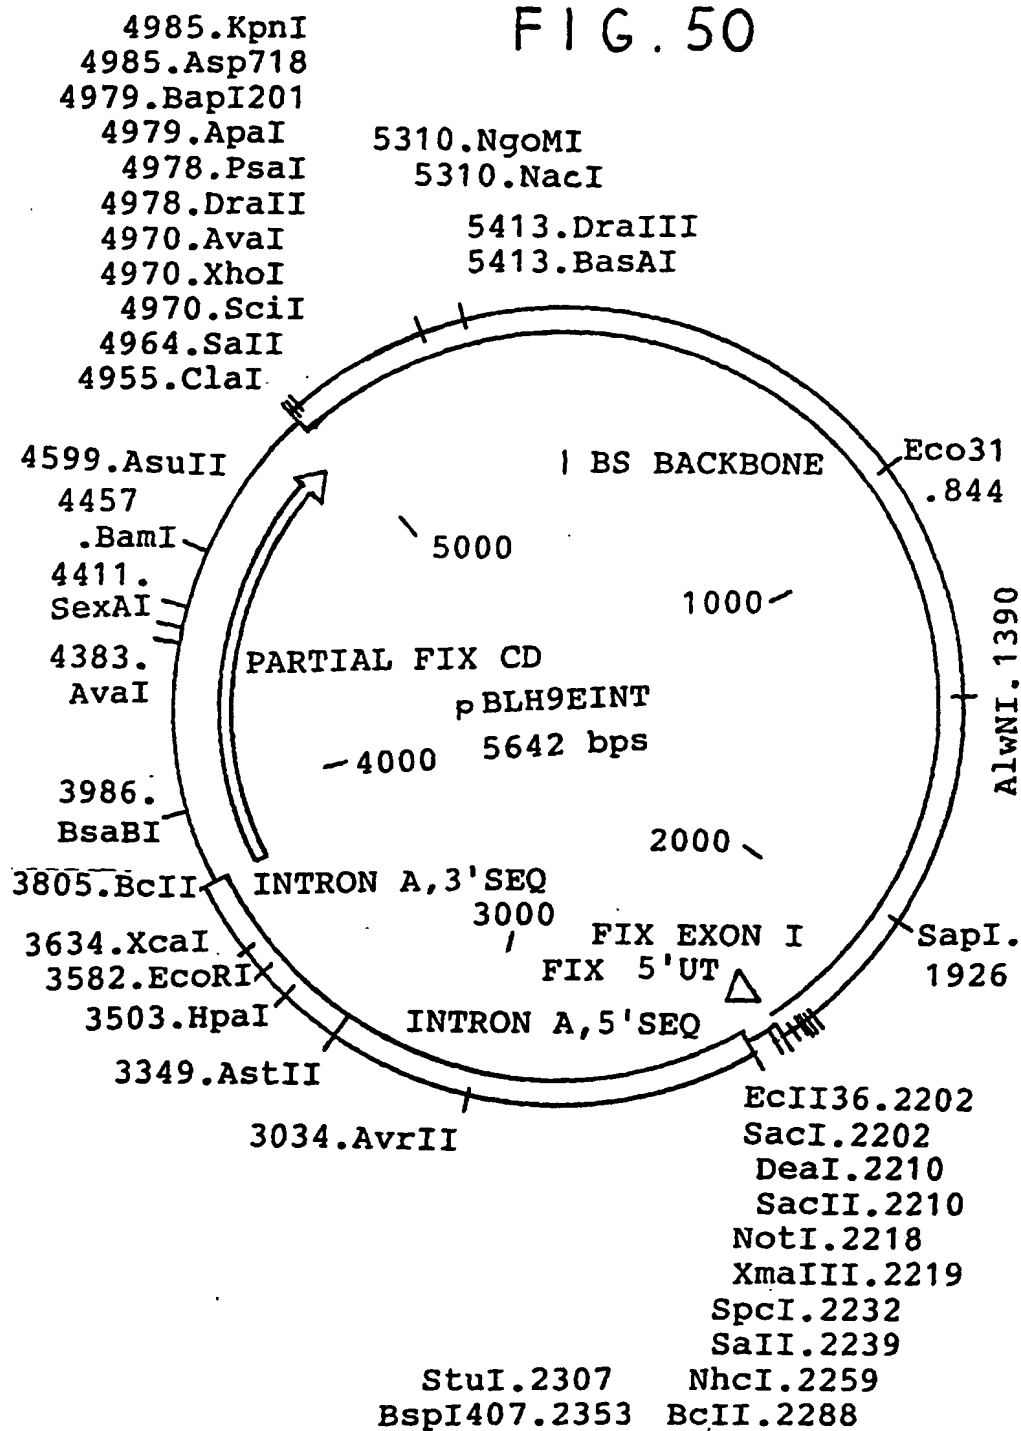 FIG. 50
4985.KpnI
4985.Asp718
4979.BapI201
4979.ApaI
4978.PsaI
4978.DraII
4970.AvaI
4970.XhoI
4970.SciI
4964.SaII
4955.ClaI
5310.NgoMI
5310.NacI
5413.DraIII
5413.BasAI
4599.AsuII
4457
.BamI
4411.
SexAI
4383.
AvaI
3986.
BsaBI
3805.BcII
3634.XcaI
3582.EcoRI
3503.HpaI
3349.AstII
3034.AvrII
BS BACKBONE
Eco31
.844
5000
1000
AlwNI.1390
PARTIAL FIX CD
pBLH9EINT
5642 bps
4000
2000
INTRON A,3'SEQ
3000
FIX EXON I
FIX 5'UT
INTRON A,5'SEQ
SapI.
1926
EcII36.2202
SacI.2202
DeaI.2210
SacII.2210
NotI.2218
XmaIII.2219
SpcI.2232
SaII.2239
StuI.2307 NhcI.2259
BspI407.2353 BcII.2288